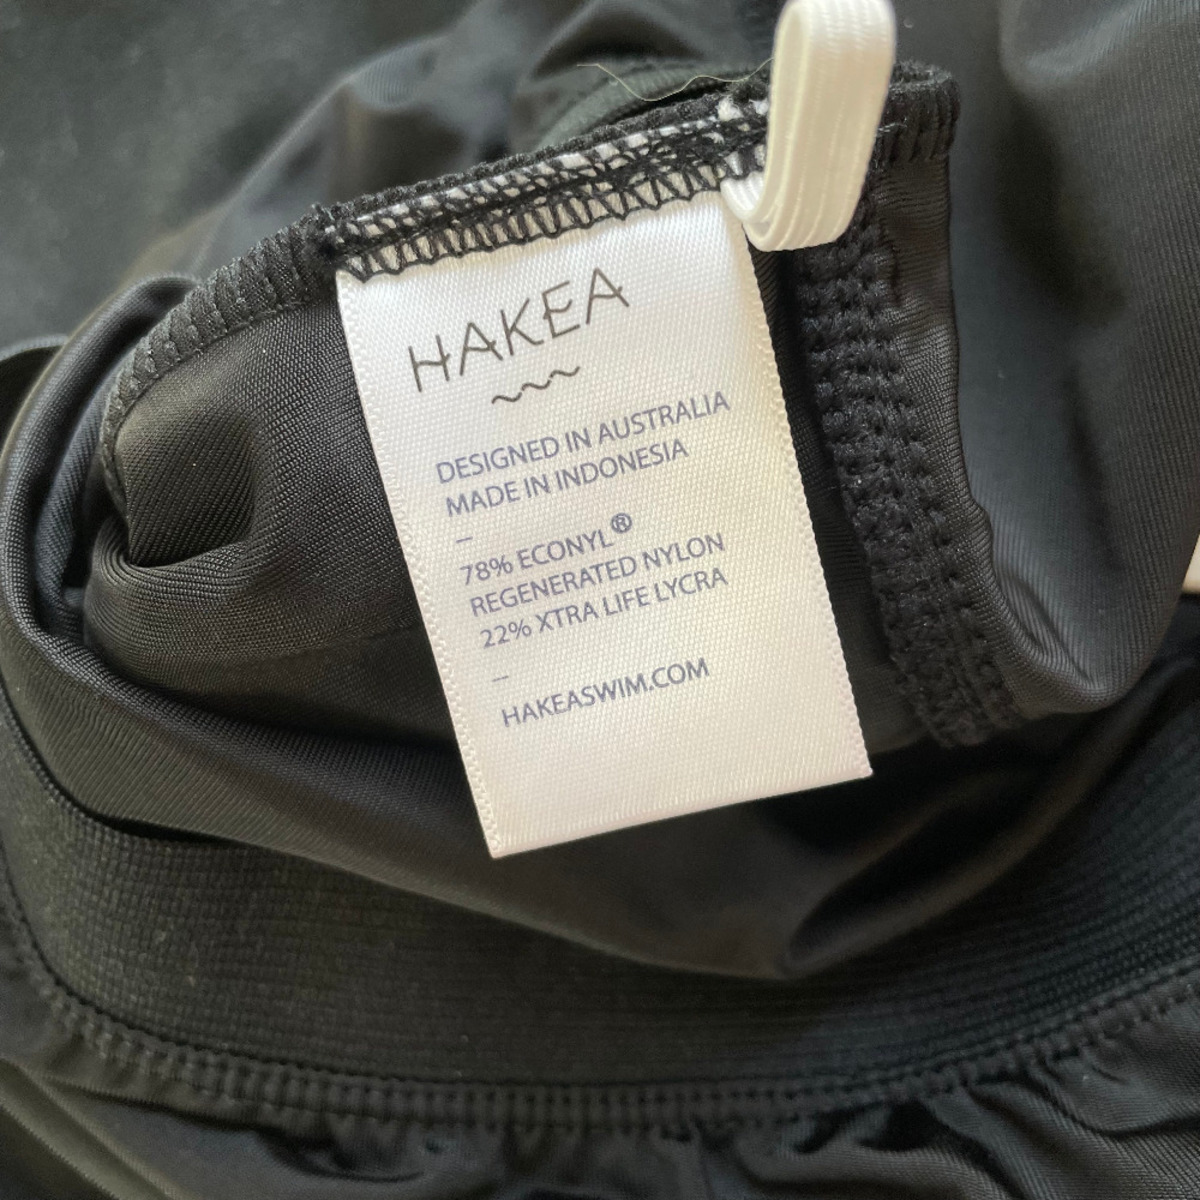 HAKEA
DESIGNED IN AUSTRALIA
MADE IN INDONESIA
–
78% ECONYL®
REGENERATED NYLON
22% XTRA LIFE LYCRA
–
HAKEASWIM.COM